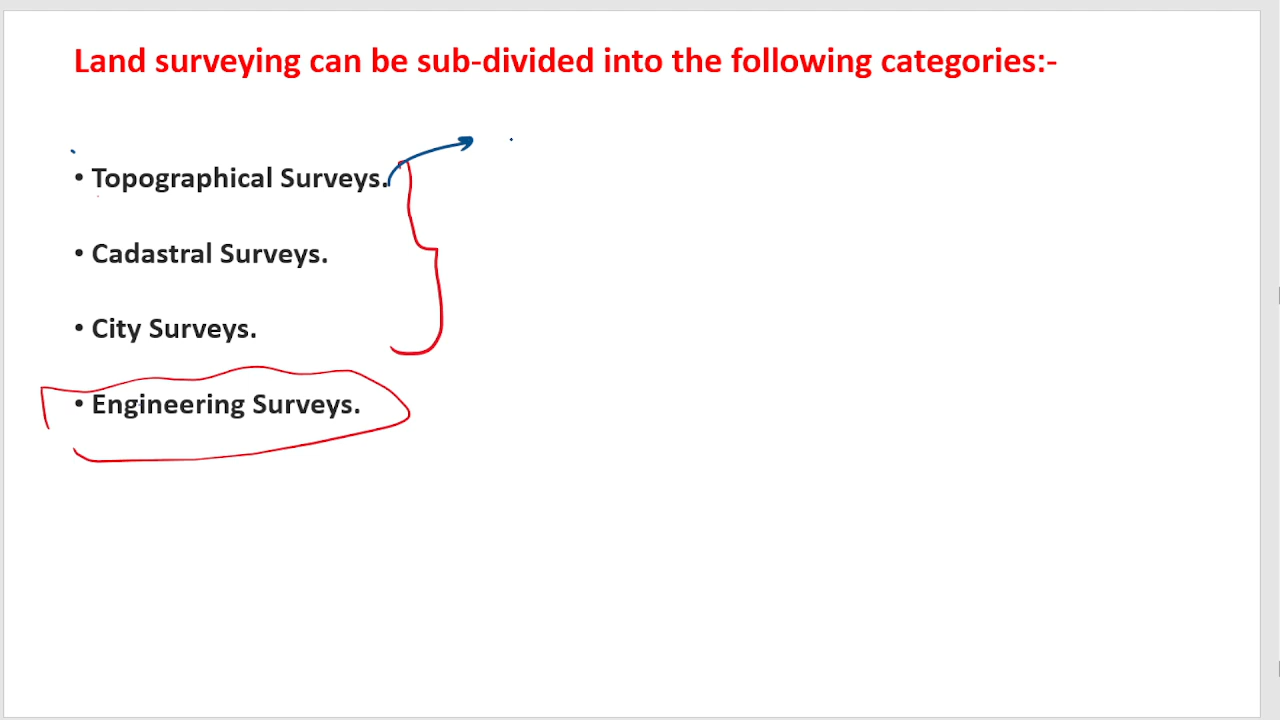 Land surveying can be sub-divided into the following categories:-
• Topographical Surveys.
• Cadastral Surveys.
• City Surveys.
• Engineering Surveys.